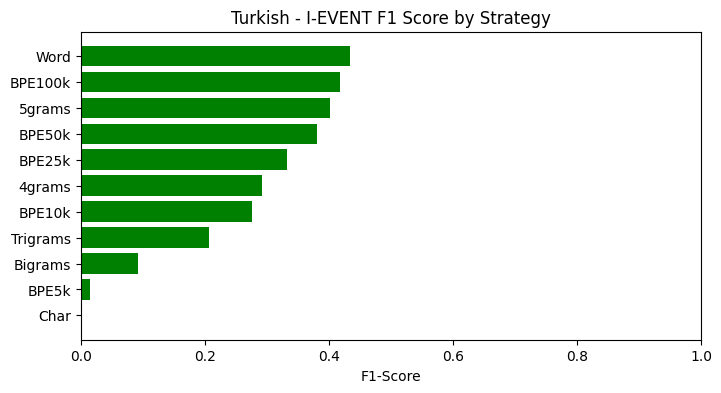 Turkish - I-EVENT F1 Score by Strategy
Word
BPE100k
5grams
BPE50k
BPE25k
4grams
BPE10k
Trigrams
Bigrams
BPE5k
Char
0.0 0.2 0.4 0.6 0.8 1.0
F1-Score